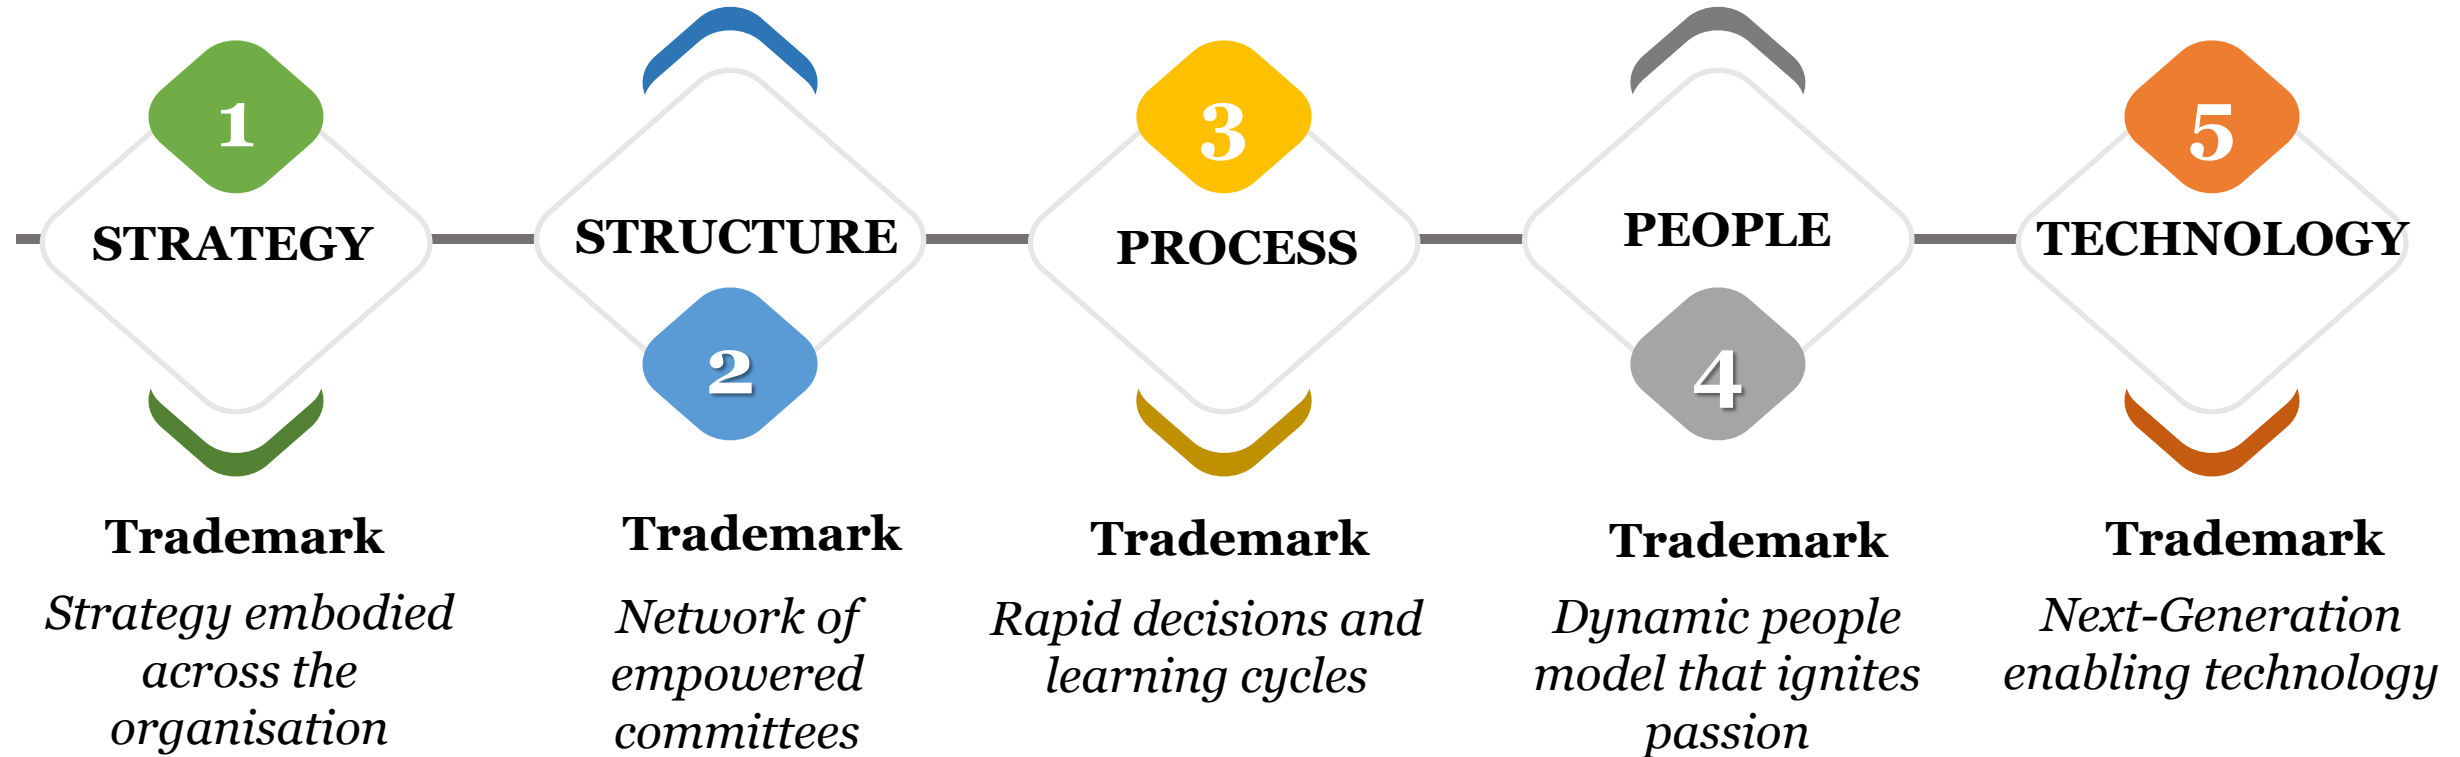 1
STRATEGY
Trademark
Strategy embodied
across the
organisation
STRUCTURE
2
Trademark
Network of
empowered
committees
3
PROCESS
Trademark
Rapid decisions and
learning cycles
PEOPLE
4
Trademark
Dynamic people
model that ignites
passion
5
TECHNOLOGY
Trademark
Next-Generation
enabling technology